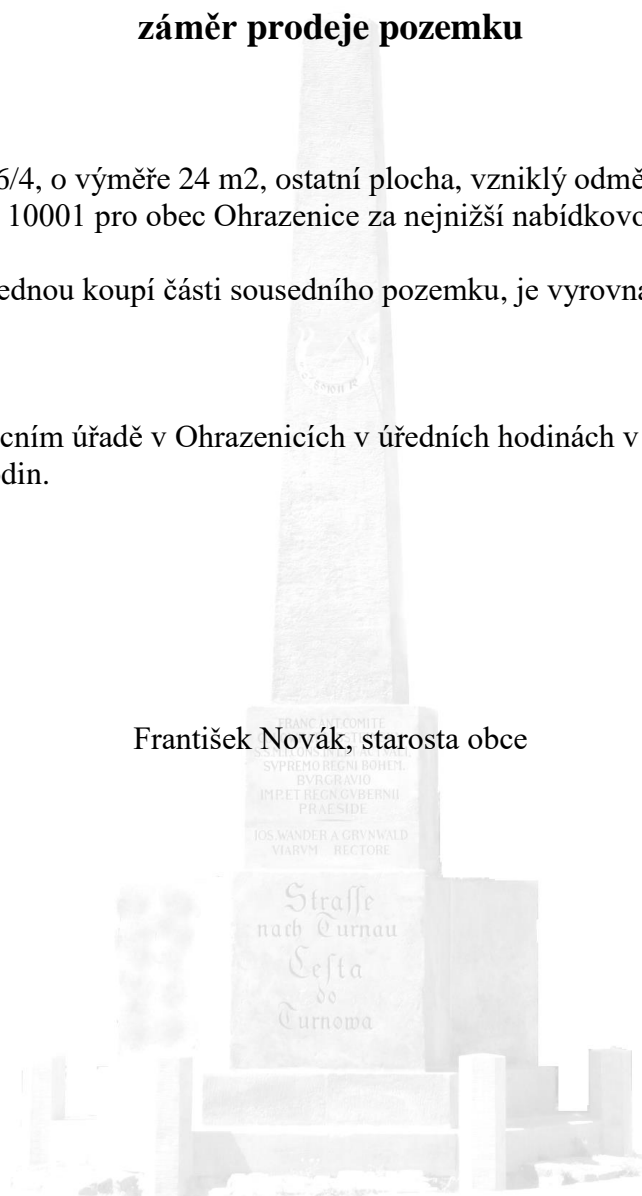 záměr prodeje pozemku
6/4, o výměře 24 m2, ostatní plocha, vzniklý odmě
10001 pro obec Ohrazenice za nejnižší nabídkovo
ednou koupí části sousedního pozemku, je vyrovna
cním úřadě v Ohrazenicích v úředních hodinách v
odin.
František Novák, starosta obce
FRANC ANT COMITE
SVPREMO REGNI BOHEM.
BVRGRAVIO
IMP. ET REGN. GVBERNII
PRAESIDE
IOS. WANDER A GRVNWALD
VIARVM RECTORE
Straſſe
nach Turnau
Ceſta
do
Turnowa